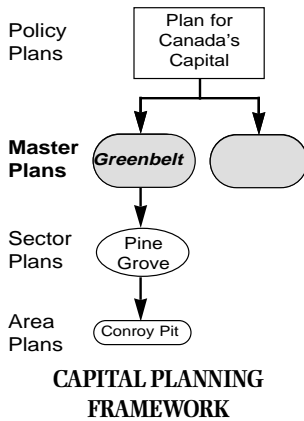 Policy
Plans
Plan for
Canada's
Capital
Master
Plans
Greenbelt
Sector
Plans
Pine
Grove
Area
Plans
Conroy Pit
CAPITAL PLANNING
FRAMEWORK